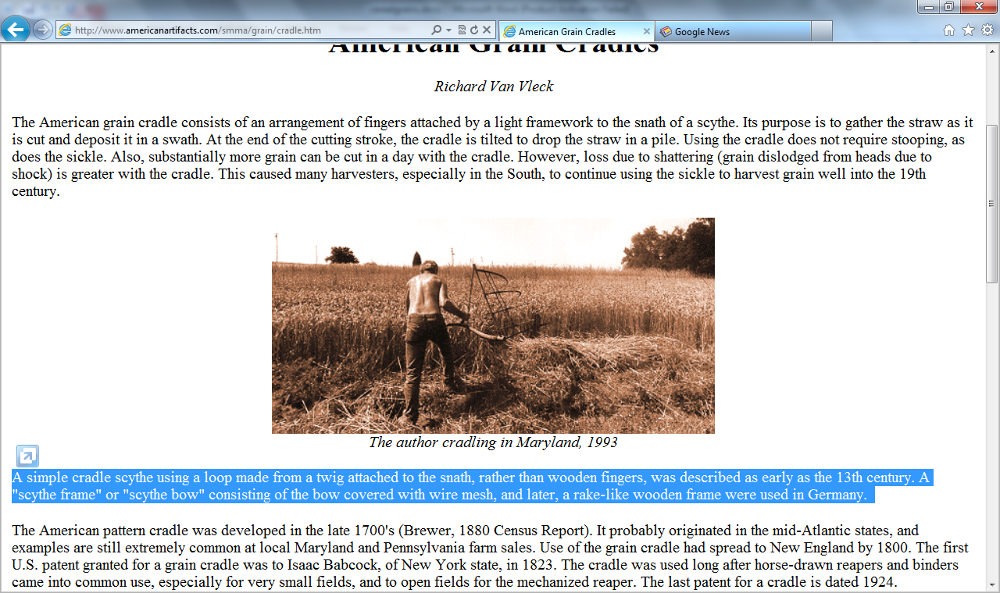 http://www.americanartifacts.com/smma/grain/cradle.htm
American Grain Cradles
Google News
American Grain Cradles
Richard Van Vleck
The American grain cradle consists of an arrangement of fingers attached by a light framework to the snath of a scythe. Its purpose is to gather the straw as it
is cut and deposit it in a swath. At the end of the cutting stroke, the cradle is tilted to drop the straw in a pile. Using the cradle does not require stooping, as
does the sickle. Also, substantially more grain can be cut in a day with the cradle. However, loss due to shattering (grain dislodged from heads due to
shock) is greater with the cradle. This caused many harvesters, especially in the South, to continue using the sickle to harvest grain well into the 19th
century.
The author cradling in Maryland, 1993
A simple cradle scythe using a loop made from a twig attached to the snath, rather than wooden fingers, was described as early as the 13th century. A
"scythe frame" or "scythe bow" consisting of the bow covered with wire mesh, and later, a rake-like wooden frame were used in Germany.
The American pattern cradle was developed in the late 1700's (Brewer, 1880 Census Report). It probably originated in the mid-Atlantic states, and
examples are still extremely common at local Maryland and Pennsylvania farm sales. Use of the grain cradle had spread to New England by 1800. The first
U.S. patent granted for a grain cradle was to Isaac Babcock, of New York state, in 1823. The cradle was used long after horse-drawn reapers and binders
came into common use, especially for very small fields, and to open fields for the mechanized reaper. The last patent for a cradle is dated 1924.